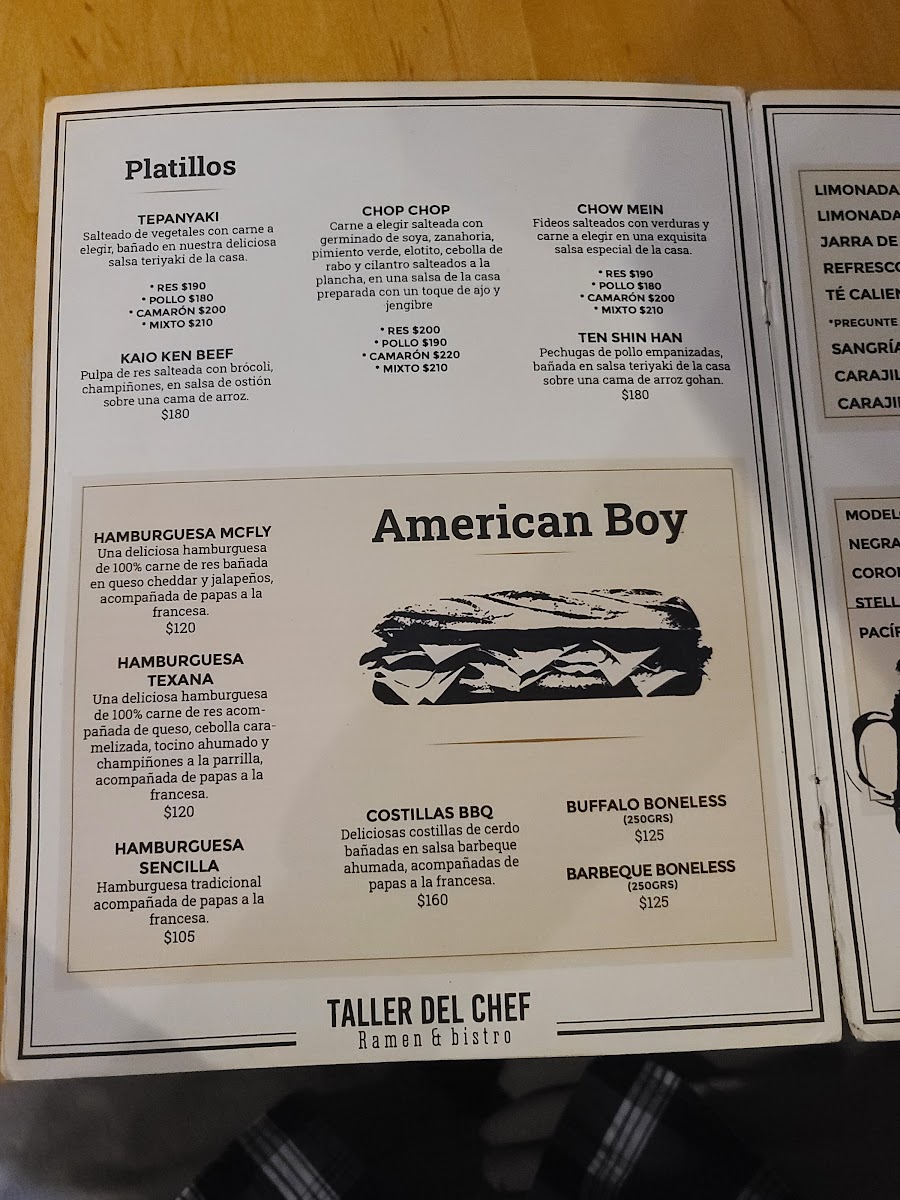 Platillos
TEPANYAKI
Salteado de vegetales con carne a
elegir, bañado en nuestra deliciosa
salsa teriyaki de la casa.
* RES $190
* POLLO $180
* CAMARÓN $200
* MIXTO $210
KAIO KEN BEEF
Pulpa de res salteada con brócoli,
champiñones, en salsa de ostión
sobre una cama de arroz.
$180
CHOP CHOP
Carne a elegir salteada con
germinado de soya, zanahoria,
pimiento verde, elotito, cebolla de
rabo y cilantro salteados a la
plancha, en una salsa de la casa
preparada con un toque de ajo y
jengibre
* RES $200
* POLLO $190
* CAMARÓN $220
* MIXTO $210
CHOW MEIN
Fideos salteados con verduras y
carne a elegir en una exquisita
salsa especial de la casa.
* RES $190
* POLLO $180
* CAMARÓN $200
* MIXTO $210
TEN SHIN HAN
Pechugas de pollo empanizadas,
bañada en salsa teriyaki de la casa
sobre una cama de arroz gohan.
$180
American Boy
HAMBURGUESA MCFLY
Una deliciosa hamburguesa
de 100% carne de res bañada
en queso cheddar y jalapeños,
acompañada de papas a la
francesa.
$120
HAMBURGUESA
TEXANA
Una deliciosa hamburguesa
de 100% carne de res acom-
pañada de queso, cebolla cara-
melizada, tocino ahumado y
champiñones a la parrilla,
acompañada de papas a la
francesa.
$120
HAMBURGUESA
SENCILLA
Hamburguesa tradicional
acompañada de papas a la
francesa.
$105
COSTILLAS BBQ
Deliciosas costillas de cerdo
bañadas en salsa barbeque
ahumada, acompañadas de
papas a la francesa.
$160
BUFFALO BONELESS
(250GRS)
$125
BARBEQUE BONELESS
(250GRS)
$125
TALLER DEL CHEF
Ramen & bistro
LIMONADA
LIMONADA
JARRA DE
REFRESCO
TÉ CALIEN
*PREGUNTE
SANGRÍA
CARAJIL
CARAJI
MODEL
NEGRA
CORO
STELL
PACÍF